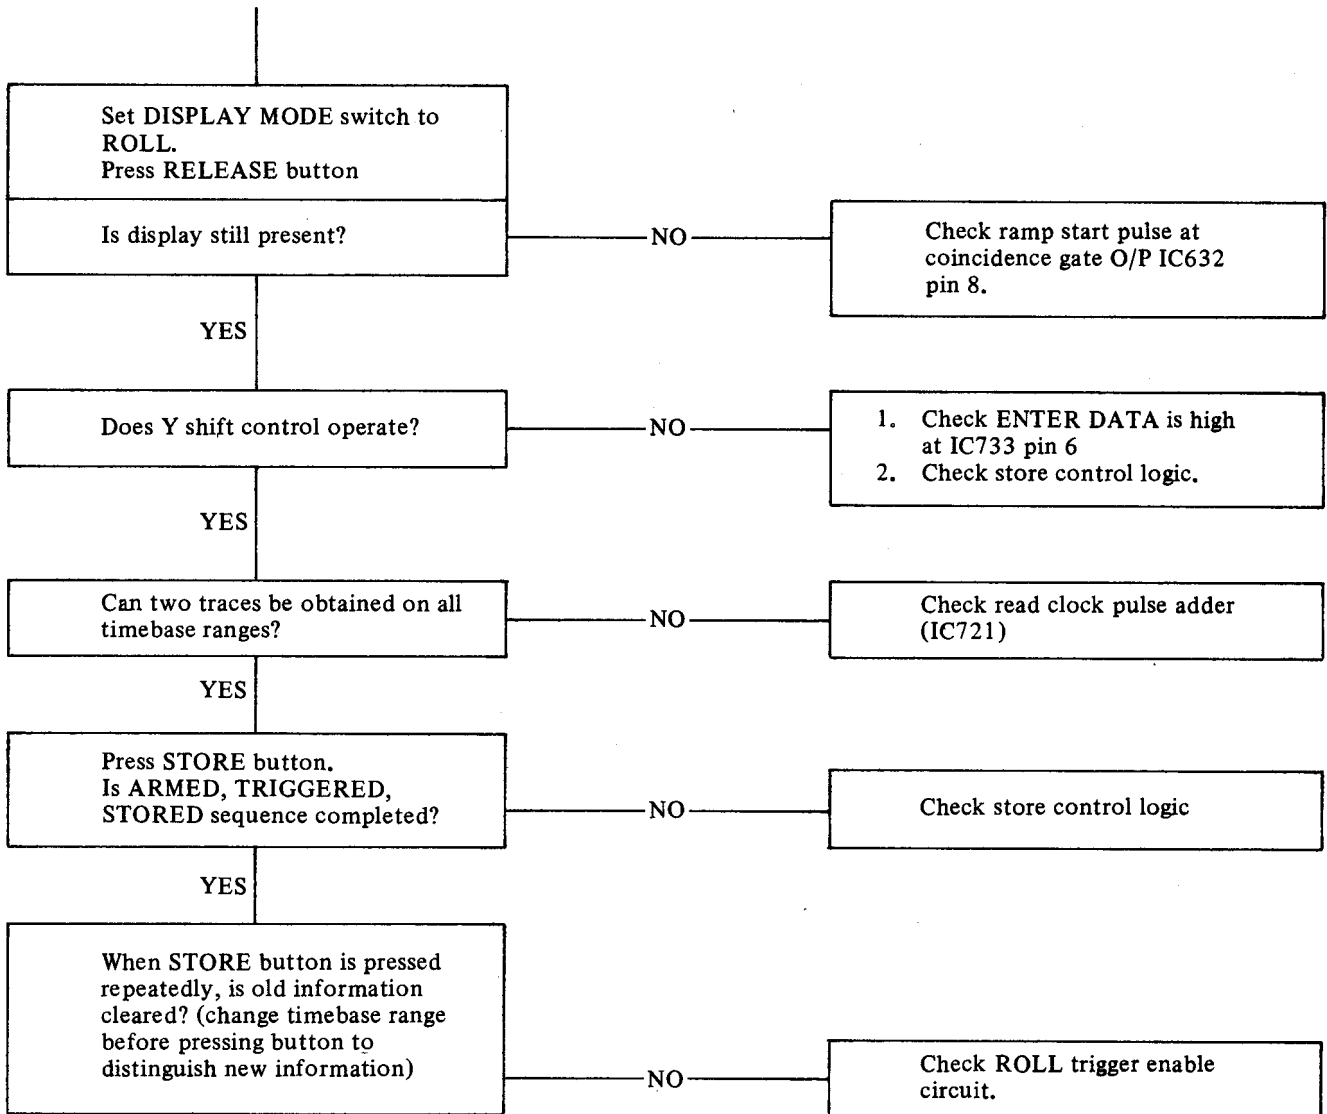 Set DISPLAY MODE switch to
ROLL.
Press RELEASE button
Is display still present?
NO
Check ramp start pulse at
coincidence gate O/P IC632
pin 8.
YES
Does Y shift control operate?
NO
1. Check ENTER DATA is high
at IC733 pin 6
2. Check store control logic.
YES
Can two traces be obtained on all
timebase ranges?
NO
Check read clock pulse adder
(IC721)
YES
Press STORE button.
Is ARMED, TRIGGERED,
STORED sequence completed?
NO
Check store control logic
YES
When STORE button is pressed
repeatedly, is old information
cleared? (change timebase range
before pressing button to
distinguish new information)
NO
Check ROLL trigger enable
circuit.